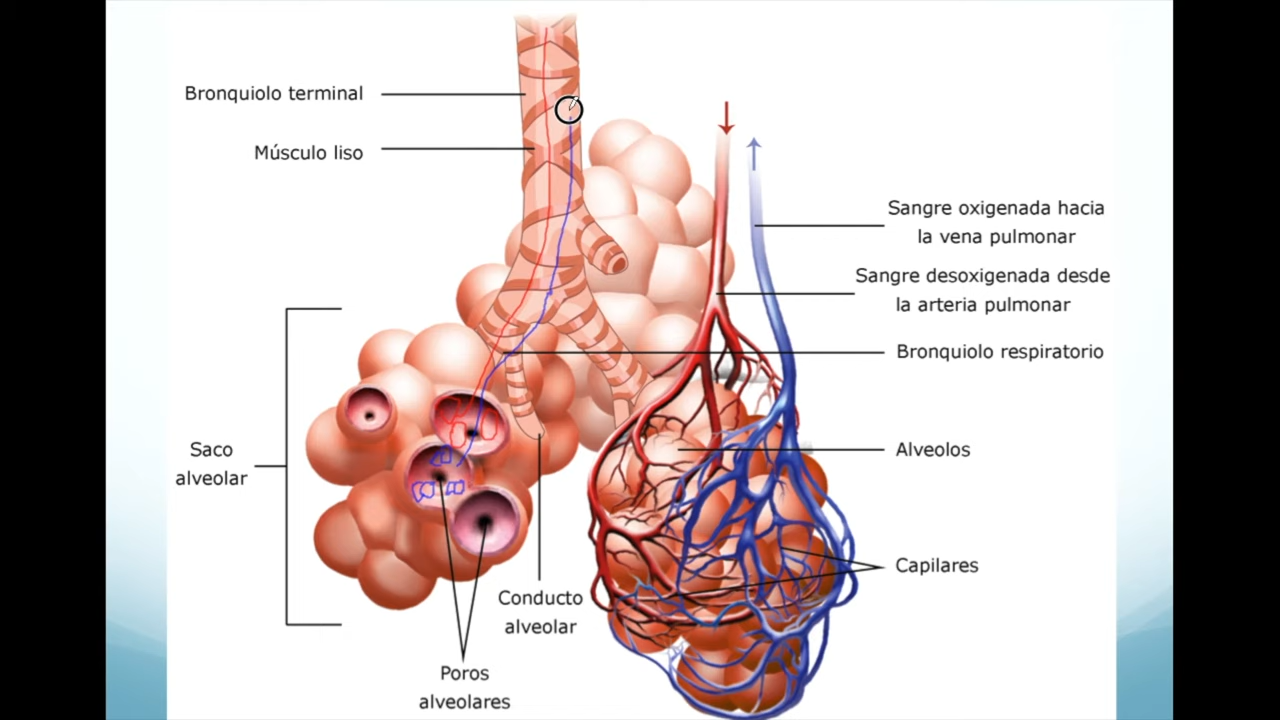 Bronquiolo terminal
Músculo liso
Sangre oxigenada hacia
la vena pulmonar
Sangre desoxigenada desde
la arteria pulmonar
Bronquiolo respiratorio
Saco
alveolar
Alveolos
Capilares
Conducto
alveolar
Poros
alveolares